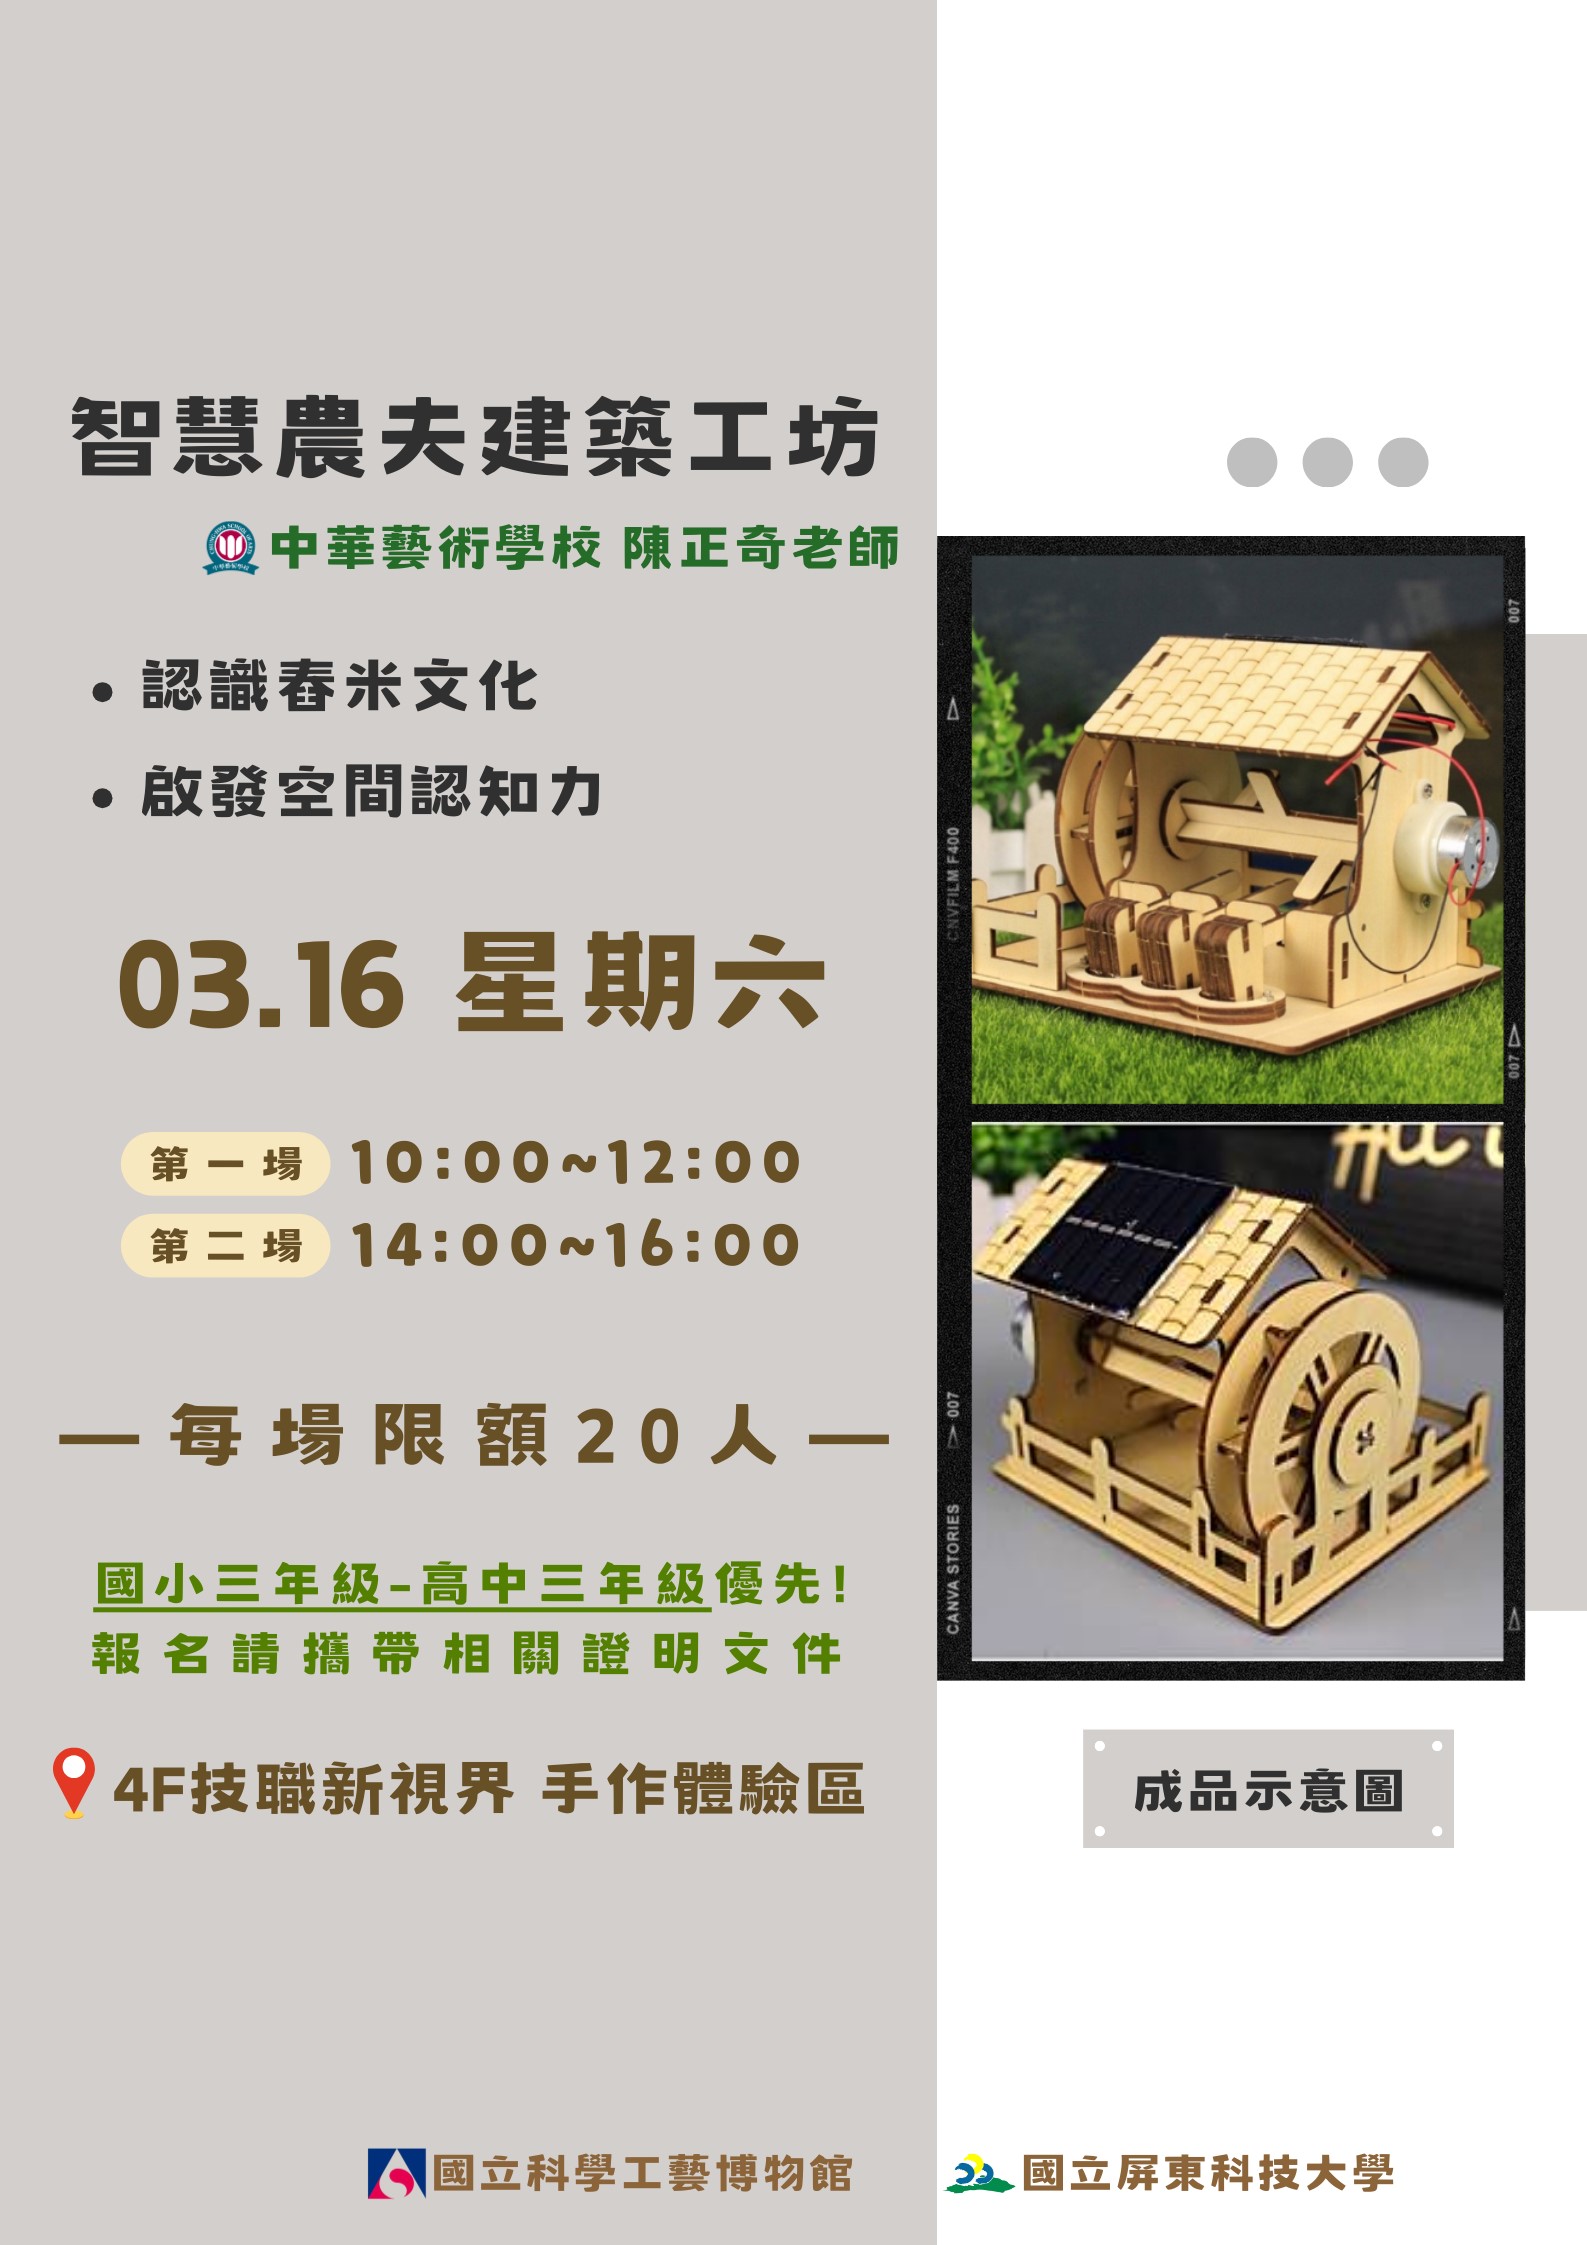 智慧農夫建築工坊
中華藝術學校 陳正奇老師
• 認識舂米文化
• 啟發空間認知力
03.16 星期六
第一場 10:00~12:00
第二場 14:00~16:00
—每場限額20人—
國小三年級-高中三年級優先!
報名請攜帶相關證明文件
4F技職新視界 手作體驗區
007
CNVFILM F400
007
007
CANVA STORIES
成品示意圖
國立科學工藝博物館
國立屏東科技大學